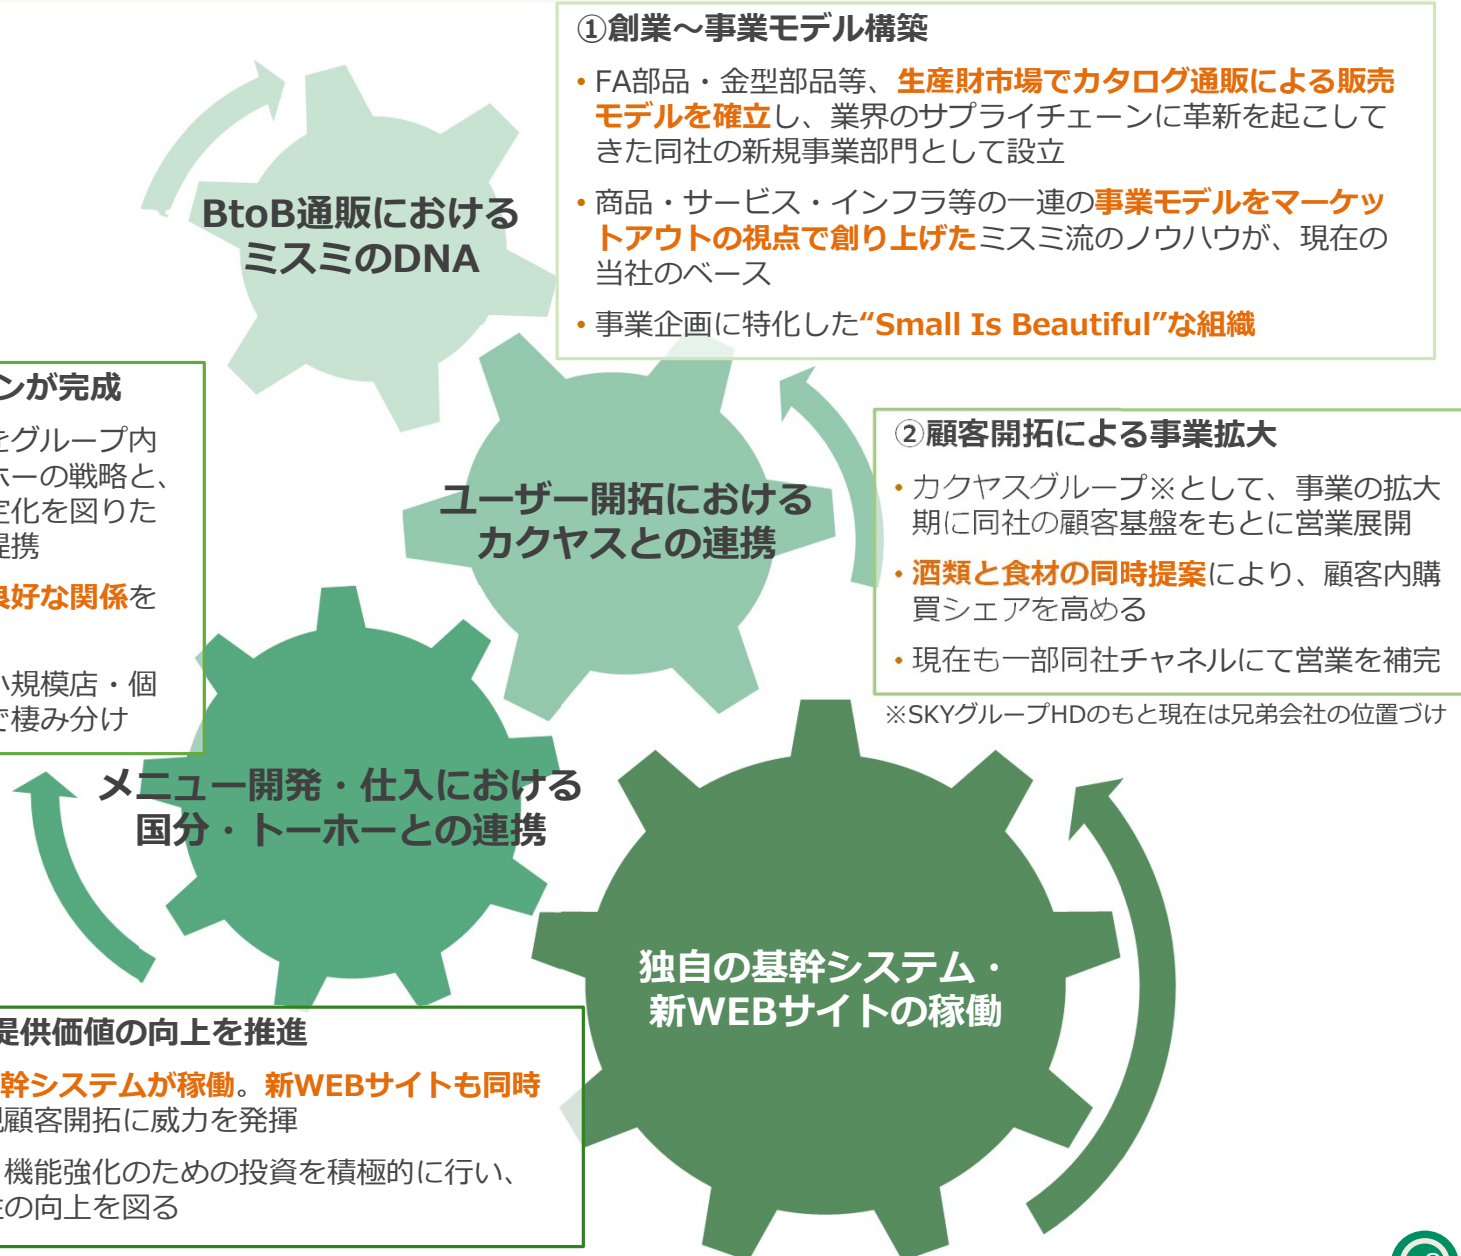 ①創業～事業モデル構築
• FA部品・金型部品等、生産財市場でカタログ通販による販売
モデルを確立し、業界のサプライチェーンに革新を起こして
きた同社の新規事業部門として設立
• 商品・サービス・インフラ等の一連の事業モデルをマーケッ
トアウトの視点で創り上げたミスミ流のノウハウが、現在の
当社のベース
• 事業企画に特化した“Small Is Beautiful”な組織
BtoB通販における
ミスミのDNA
ンが完成
をグループ内
ホーの戦略と、
定化を図りた
提携
良好な関係を
小規模店・個
で棲み分け
ユーザー開拓における
カクヤスとの連携
②顧客開拓による事業拡大
• カクヤスグループ※として、事業の拡大
期に同社の顧客基盤をもとに営業展開
• 酒類と食材の同時提案により、顧客内購
買シェアを高める
• 現在も一部同社チャネルにて営業を補完
※SKYグループHDのもと現在は兄弟会社の位置づけ
メニュー開発・仕入における
国分・トーホーとの連携
独自の基幹システム・
新WEBサイトの稼働
提供価値の向上を推進
幹システムが稼働。新WEBサイトも同時
規顧客開拓に威力を発揮
機能強化のための投資を積極的に行い、
性の向上を図る